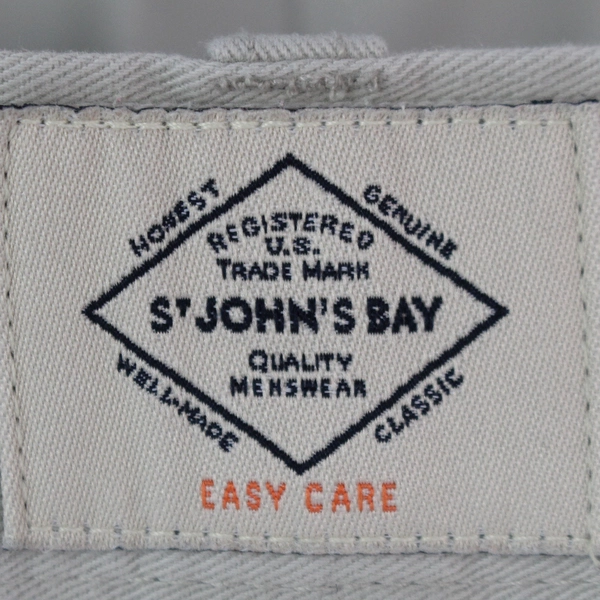 HONEST
GENUINE
REGISTERED
U.S.
TRADE MARK
ST JOHN'S BAY
QUALITY
MENSWEAR
WELL-MADE
CLASSIC
EASY CARE